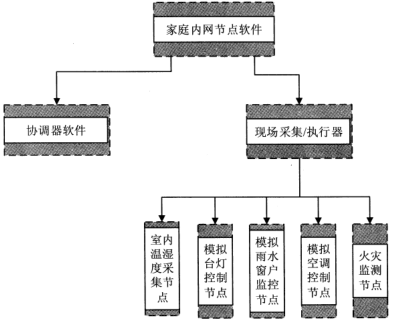 家庭内网节点软件
协调器软件
现场采集/执行器
室内
温湿
度采
集节
点
模拟
台灯
控制
节点
模拟
雨水
窗户
监控
节点
模拟
空调
控制
节点
火灾
监测
节点